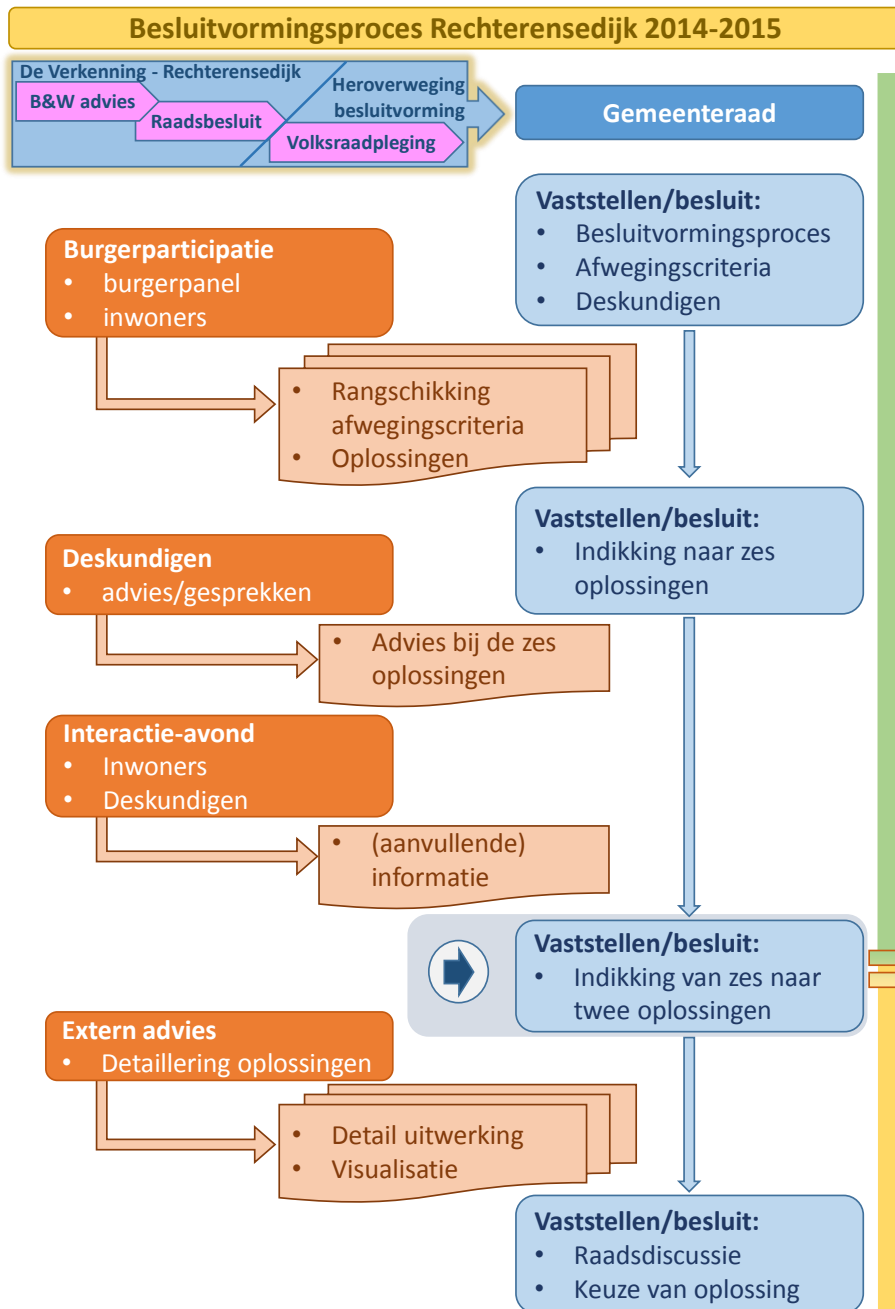 Besluitvormingsproces Rechterensedijk 2014-2015
De Verkenning - Rechterensedijk
B&W advies
Raadsbesluit
Heroverweging
besluitvorming
Volksraadpleging
Gemeenteraad
Vaststellen/besluit:
• Besluitvormingsproces
• Afwegingscriteria
• Deskundigen
Burgerparticipatie
• burgerpanel
• inwoners
• Rangschikking
afwegingscriteria
• Oplossingen
Vaststellen/besluit:
• Indikking naar zes
oplossingen
Deskundigen
• advies/gesprekken
• Advies bij de zes
oplossingen
Interactie-avond
• Inwoners
• Deskundigen
• (aanvullende)
informatie
Vaststellen/besluit:
• Indikking van zes naar
twee oplossingen
Extern advies
• Detaillering oplossingen
• Detail uitwerking
• Visualisatie
Vaststellen/besluit:
• Raadsdiscussie
• Keuze van oplossing